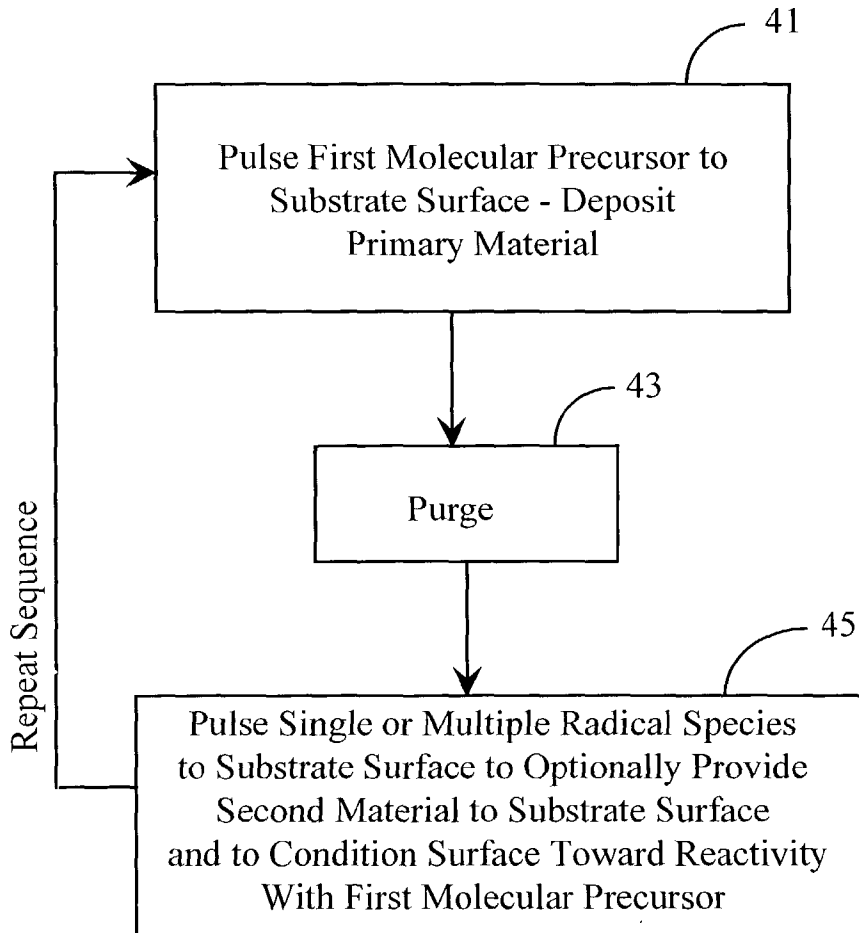 41
Pulse First Molecular Precursor to
Substrate Surface - Deposit
Primary Material
43
Purge
Repeat Sequence
45
Pulse Single or Multiple Radical Species
to Substrate Surface to Optionally Provide
Second Material to Substrate Surface
and to Condition Surface Toward Reactivity
With First Molecular Precursor